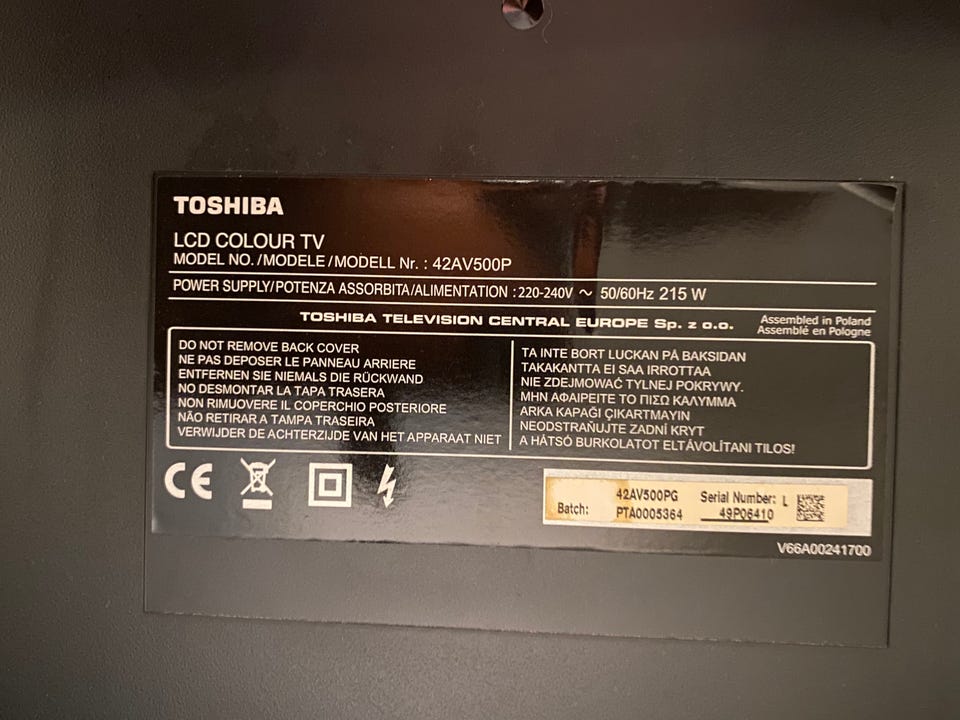 TOSHIBA
LCD COLOUR TV
MODEL NO./MODELE/MODELL Nr. : 42AV500P
POWER SUPPLY/POTENZA ASSORBITA/ALIMENTATION : 220-240V ~ 50/60Hz 215 W
TOSHIBA TELEVISION CENTRAL EUROPE Sp. z o.o.
Assembled in Poland
Assemblé en Pologne
DO NOT REMOVE BACK COVER
NE PAS DEPOSER LE PANNEAU ARRIERE
ENTFERNEN SIE NIEMALS DIE RÜCKWAND
NO DESMONTAR LA TAPA TRASERA
NON RIMUOVERE IL COPERCHIO POSTERIORE
NÃO RETIRAR A TAMPA TRASEIRA
VERWIJDER DE ACHTERZIJDE VAN HET APPARAAT NIET
TA INTE BORT LUCKAN PÅ BAKSIDAN
TAKAKANTTA EI SAA IRROTTAA
NIE ZDEJMOWAĆ TYLNEJ POKRYWY.
ΜΗΝ ΑΦΑΙΡΕΙΤΕ ΤΟ ΠΙΣΩ ΚΑΛΥΜΜΑ
ARKA KAPAĞI ÇIKARTMAYIN
NEODSTRAŇUJTE ZADNÍ KRYT
A HÁTSÓ BURKOLATOT ELTÁVOLÍTANI TILOS!
CE
42AV500PG Serial Number: L
Batch: PTA0005364 49P06410
V66A00241700